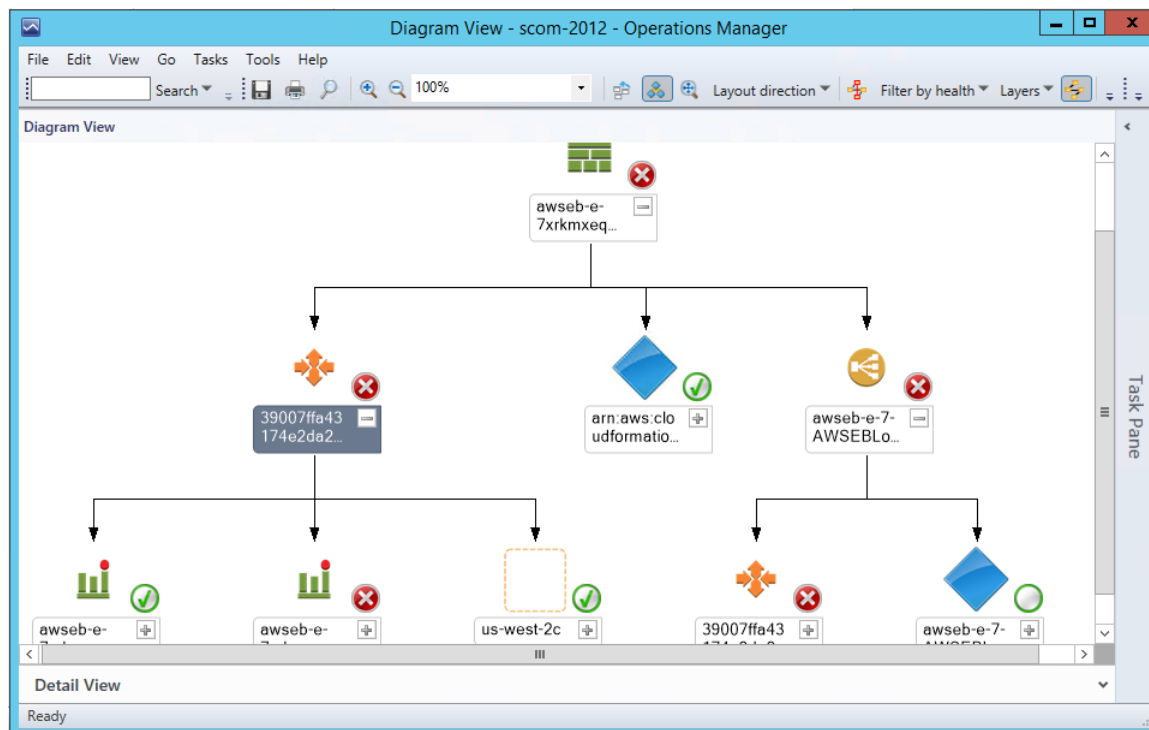 Diagram View - scom-2012 - Operations Manager
File Edit View Go Tasks Tools Help
Search 100% Layout direction Filter by health Layers
Diagram View
awseb-e-
7xrkmxeq...
39007ffa43
174e2da2...
arn:aws:clo
udformatio...
awseb-e-7-
AWSEBLo...
awseb-e-
awseb-e-
us-west-2c
39007ffa43
awseb-e-7-
AWSEBLo...
Task Pane
Detail View
Ready